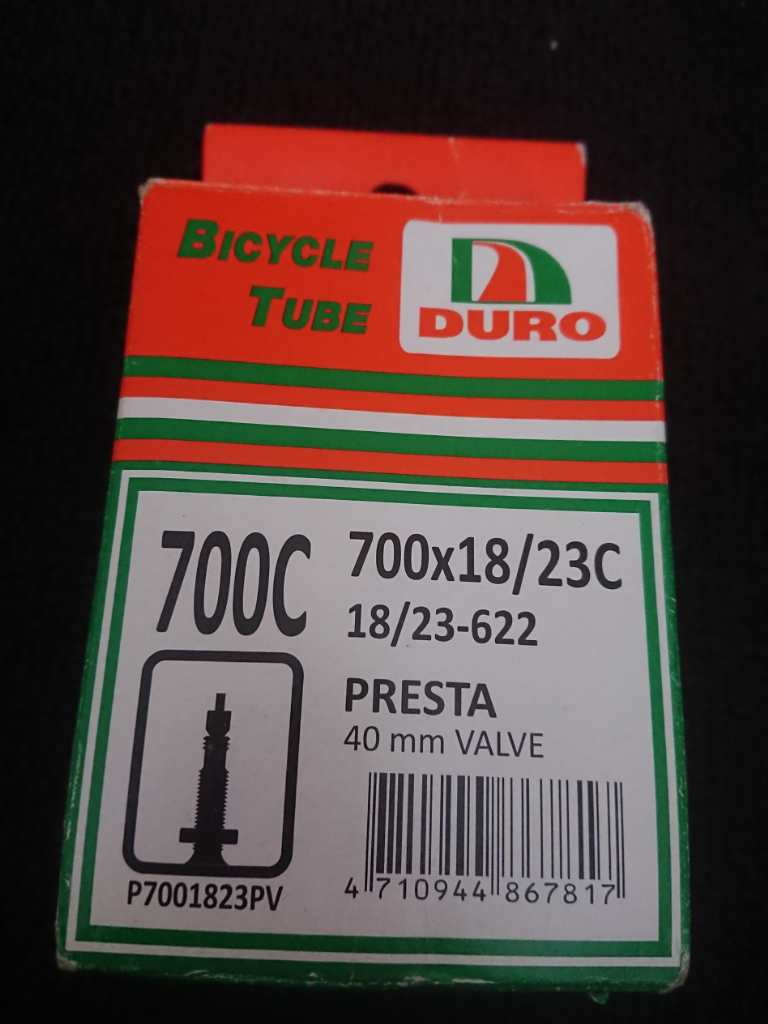 BICYCLE
TUBE
DURO
700C
700x18/23C
18/23-622
PRESTA
40 mm VALVE
P7001823PV
4 710944 867817